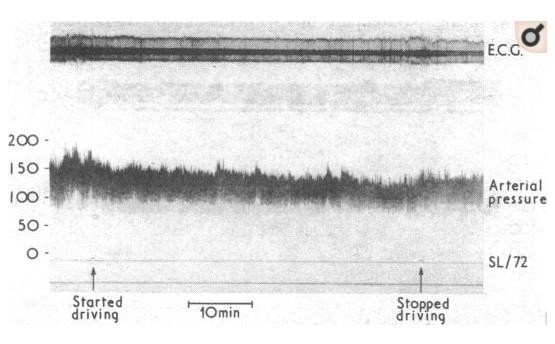 E.C.G.
200
150
100
50
0
Arterial
pressure
SL/72
Started
driving
10min
Stopped
driving